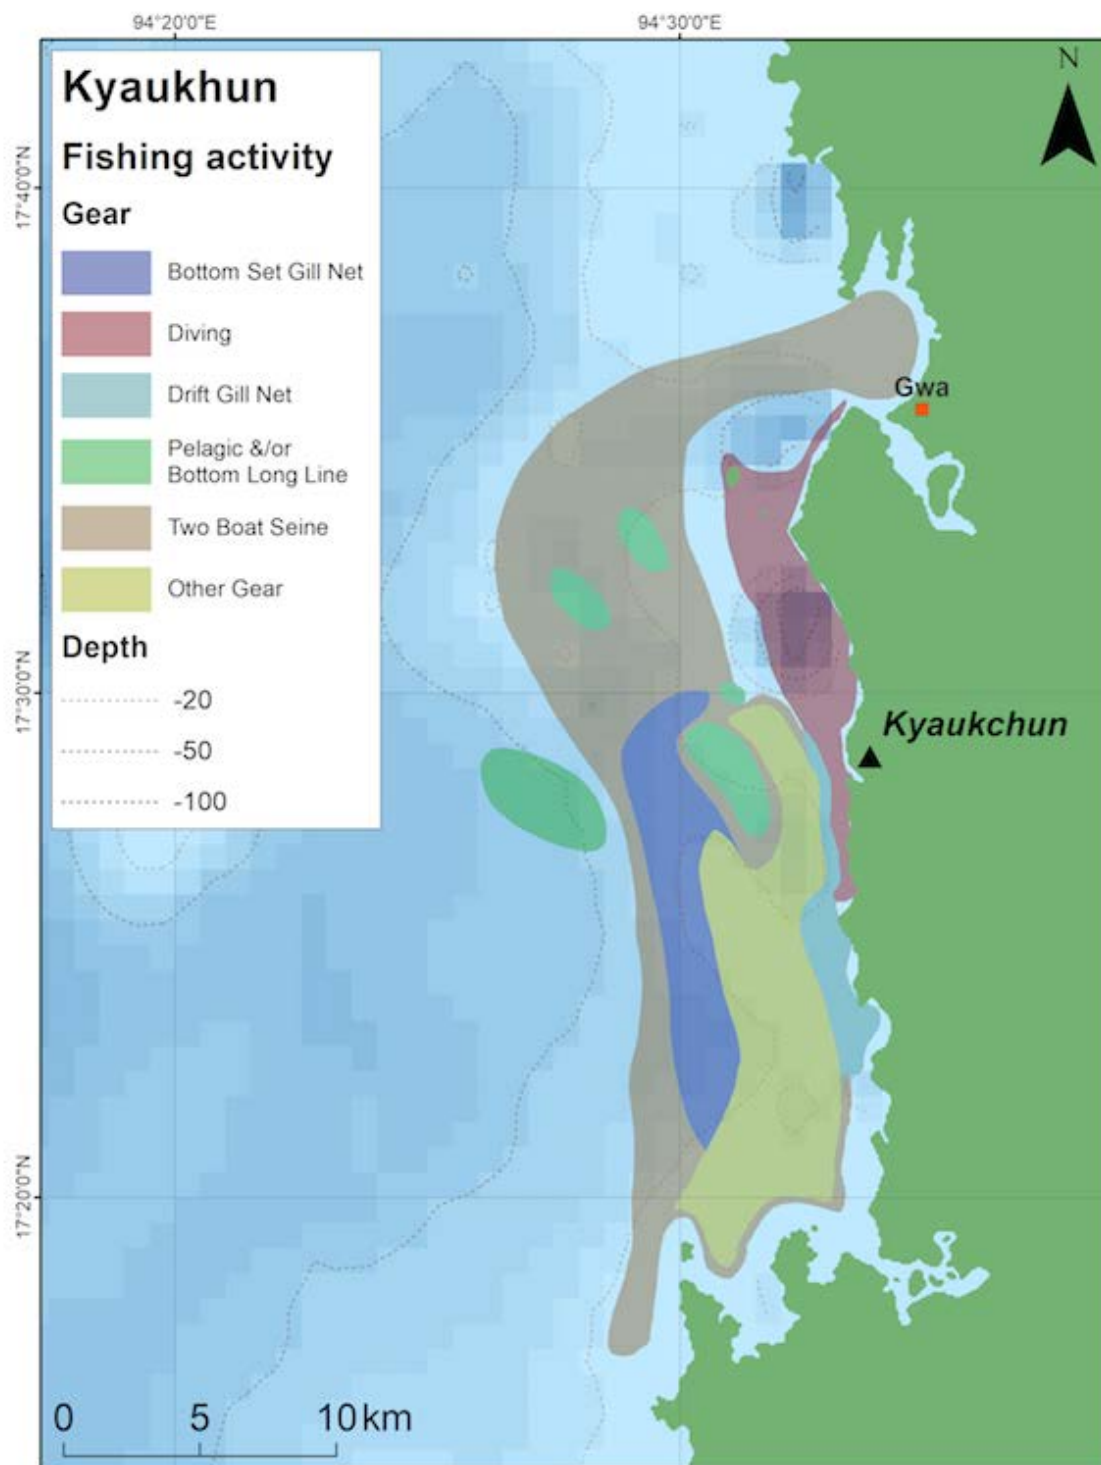 94°20'0"E
94°30'0"E
Kyaukhun
Fishing activity
Gear
Bottom Set Gill Net
Diving
Drift Gill Net
Pelagic &/or
Bottom Long Line
Two Boat Seine
Other Gear
Depth
-20
-50
-100
N
17°40'0"N
17°30'0"N
17°20'0"N
Gwa
Kyaukchun
0 5 10 km